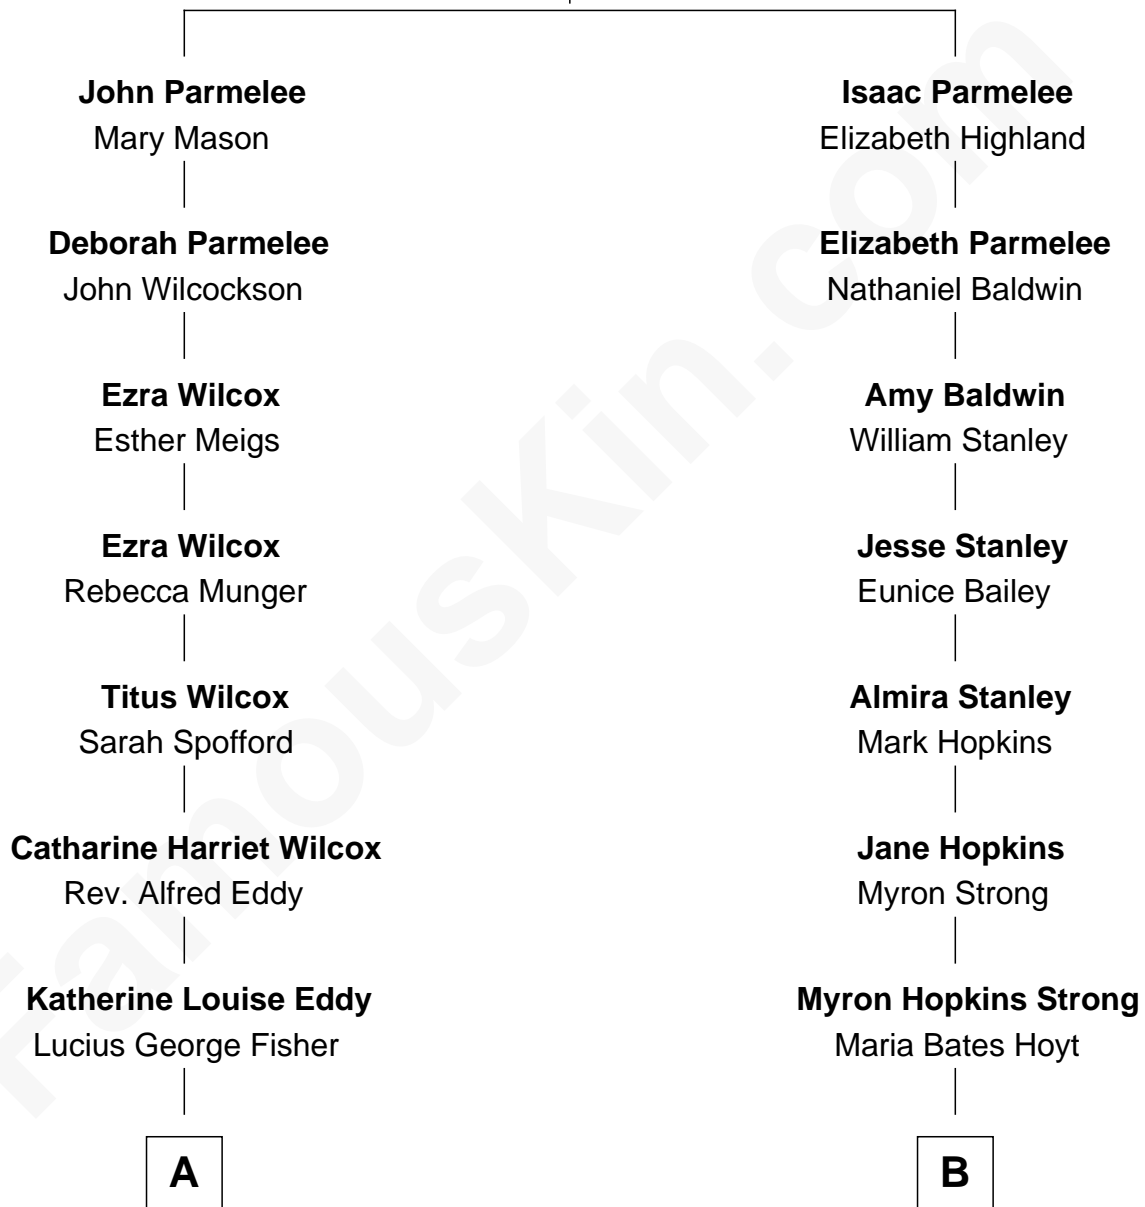 John Parmelee
Mary Mason
Isaac Parmelee
Elizabeth Highland
Deborah Parmelee
John Wilcockson
Elizabeth Parmelee
Nathaniel Baldwin
Ezra Wilcox
Esther Meigs
Amy Baldwin
William Stanley
Ezra Wilcox
Rebecca Munger
Jesse Stanley
Eunice Bailey
Titus Wilcox
Sarah Spofford
Almira Stanley
Mark Hopkins
Catharine Harriet Wilcox
Rev. Alfred Eddy
Jane Hopkins
Myron Strong
Katherine Louise Eddy
Lucius George Fisher
Myron Hopkins Strong
Maria Bates Hoyt
A
B
FamousKin.com